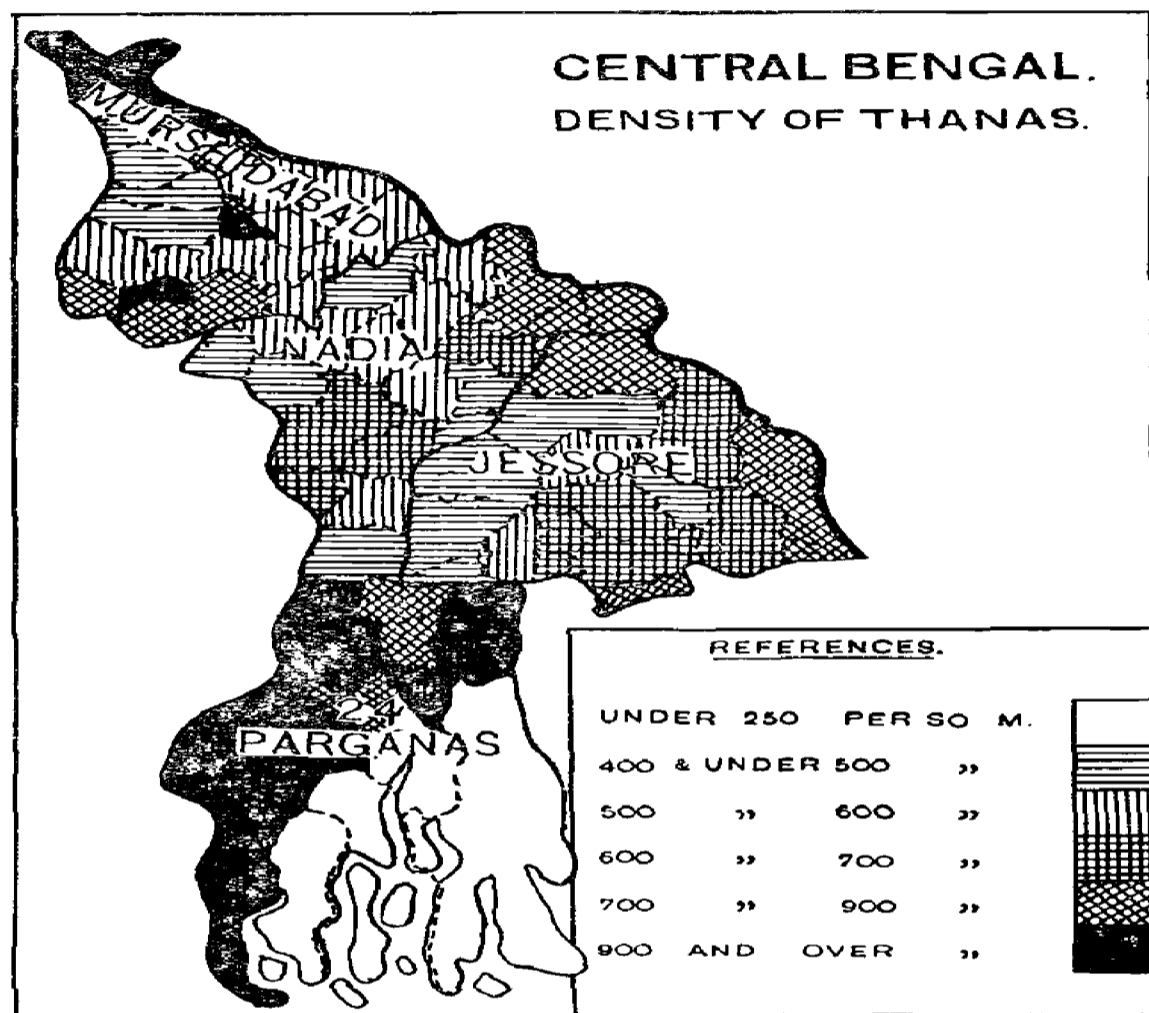 CENTRAL BENGAL.
DENSITY OF THANAS.
MURSHIDABAD
NADIA
JESSORE
24
PARGANAS
REFERENCES.
UNDER 250 PER SQ M.
400 & UNDER 500 „
500 „ 600 „
600 „ 700 „
700 „ 900 „
900 AND OVER „